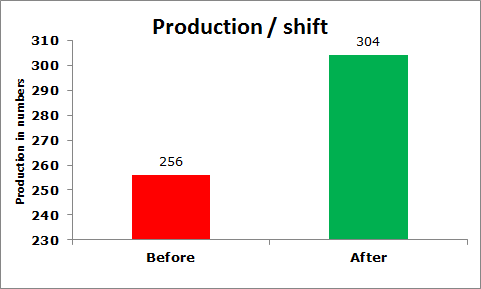 Production / shift
Production in numbers
310
300
290
280
270
260
250
240
230
256
304
Before
After